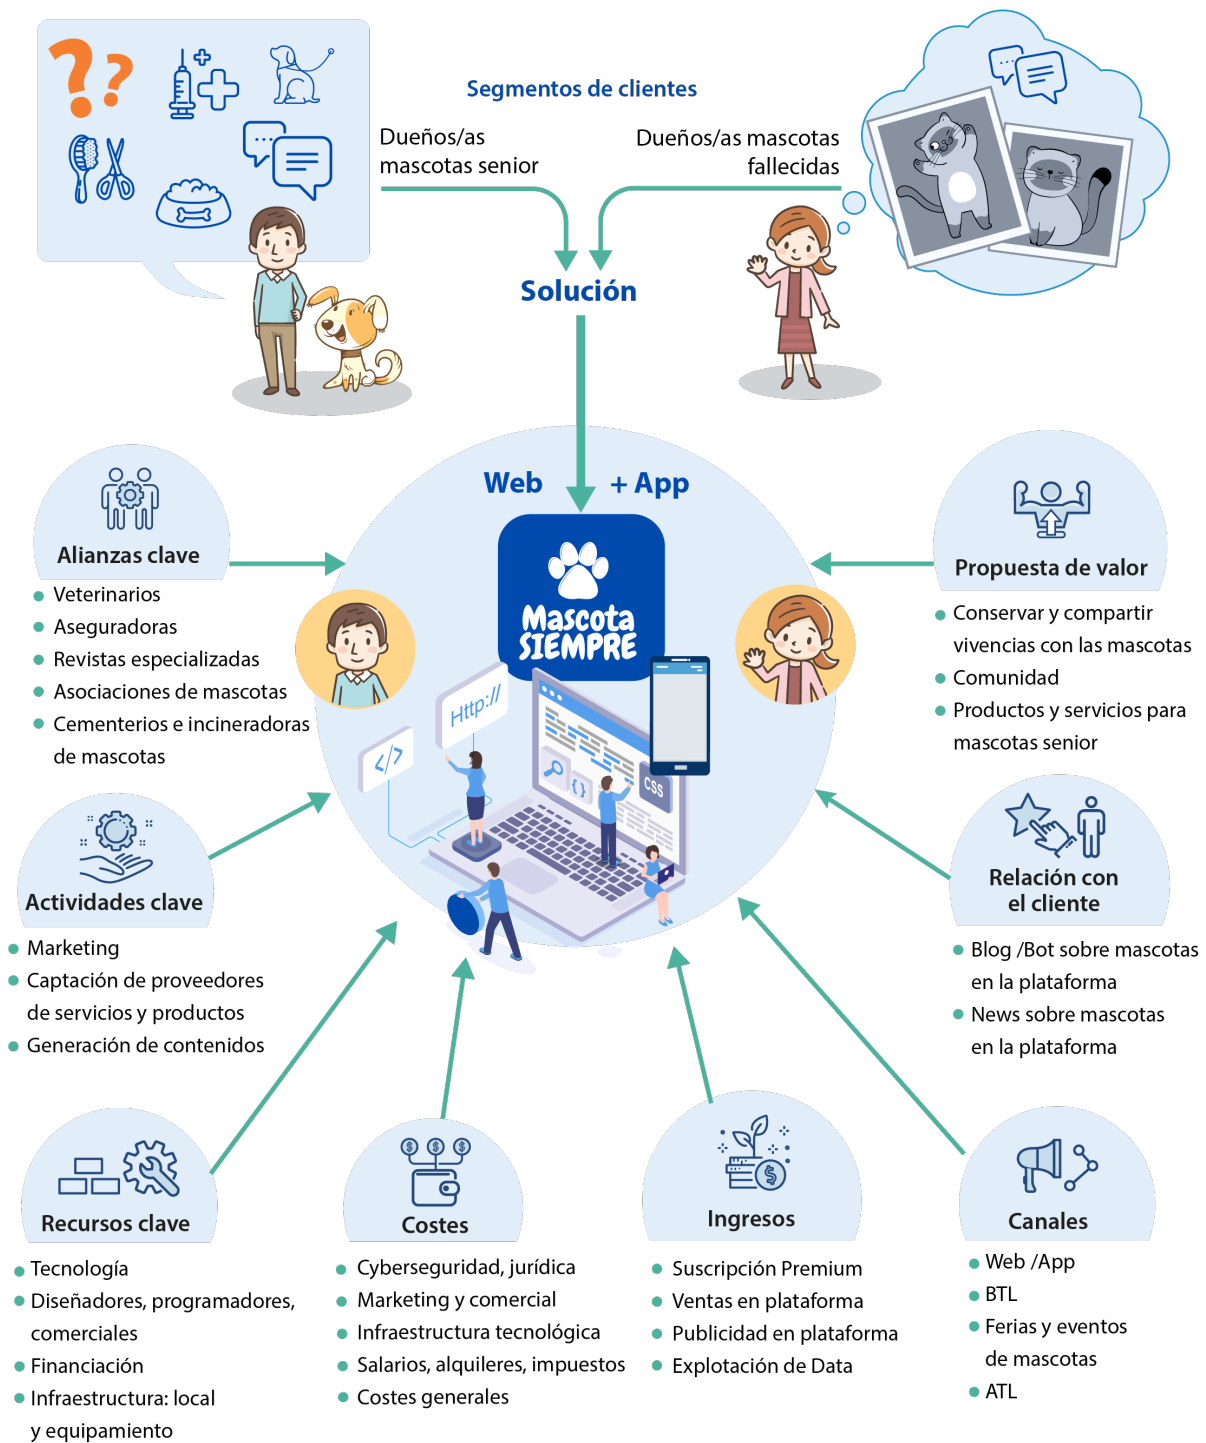 Segmentos de clientes
Dueños/as
mascotas senior
Dueños/as mascotas
fallecidas
Solución
Web + App
Mascota
SIEMPRE
Http://
</>
{}
CSS
Alianzas clave
Veterinarios
Aseguradoras
Revistas especializadas
Asociaciones de mascotas
Cementerios e incineradoras
de mascotas
Propuesta de valor
Conservar y compartir
vivencias con las mascotas
Comunidad
Productos y servicios para
mascotas senior
Actividades clave
Marketing
Captación de proveedores
de servicios y productos
Generación de contenidos
Relación con
el cliente
Blog /Bot sobre mascotas
en la plataforma
News sobre mascotas
en la plataforma
Recursos clave
Tecnología
Diseñadores, programadores,
comerciales
Financiación
Infraestructura: local
y equipamiento
Costes
Cyberseguridad, jurídica
Marketing y comercial
Infraestructura tecnológica
Salarios, alquileres, impuestos
Costes generales
Ingresos
Suscripción Premium
Ventas en plataforma
Publicidad en plataforma
Explotación de Data
Canales
Web /App
BTL
Ferias y eventos
de mascotas
ATL